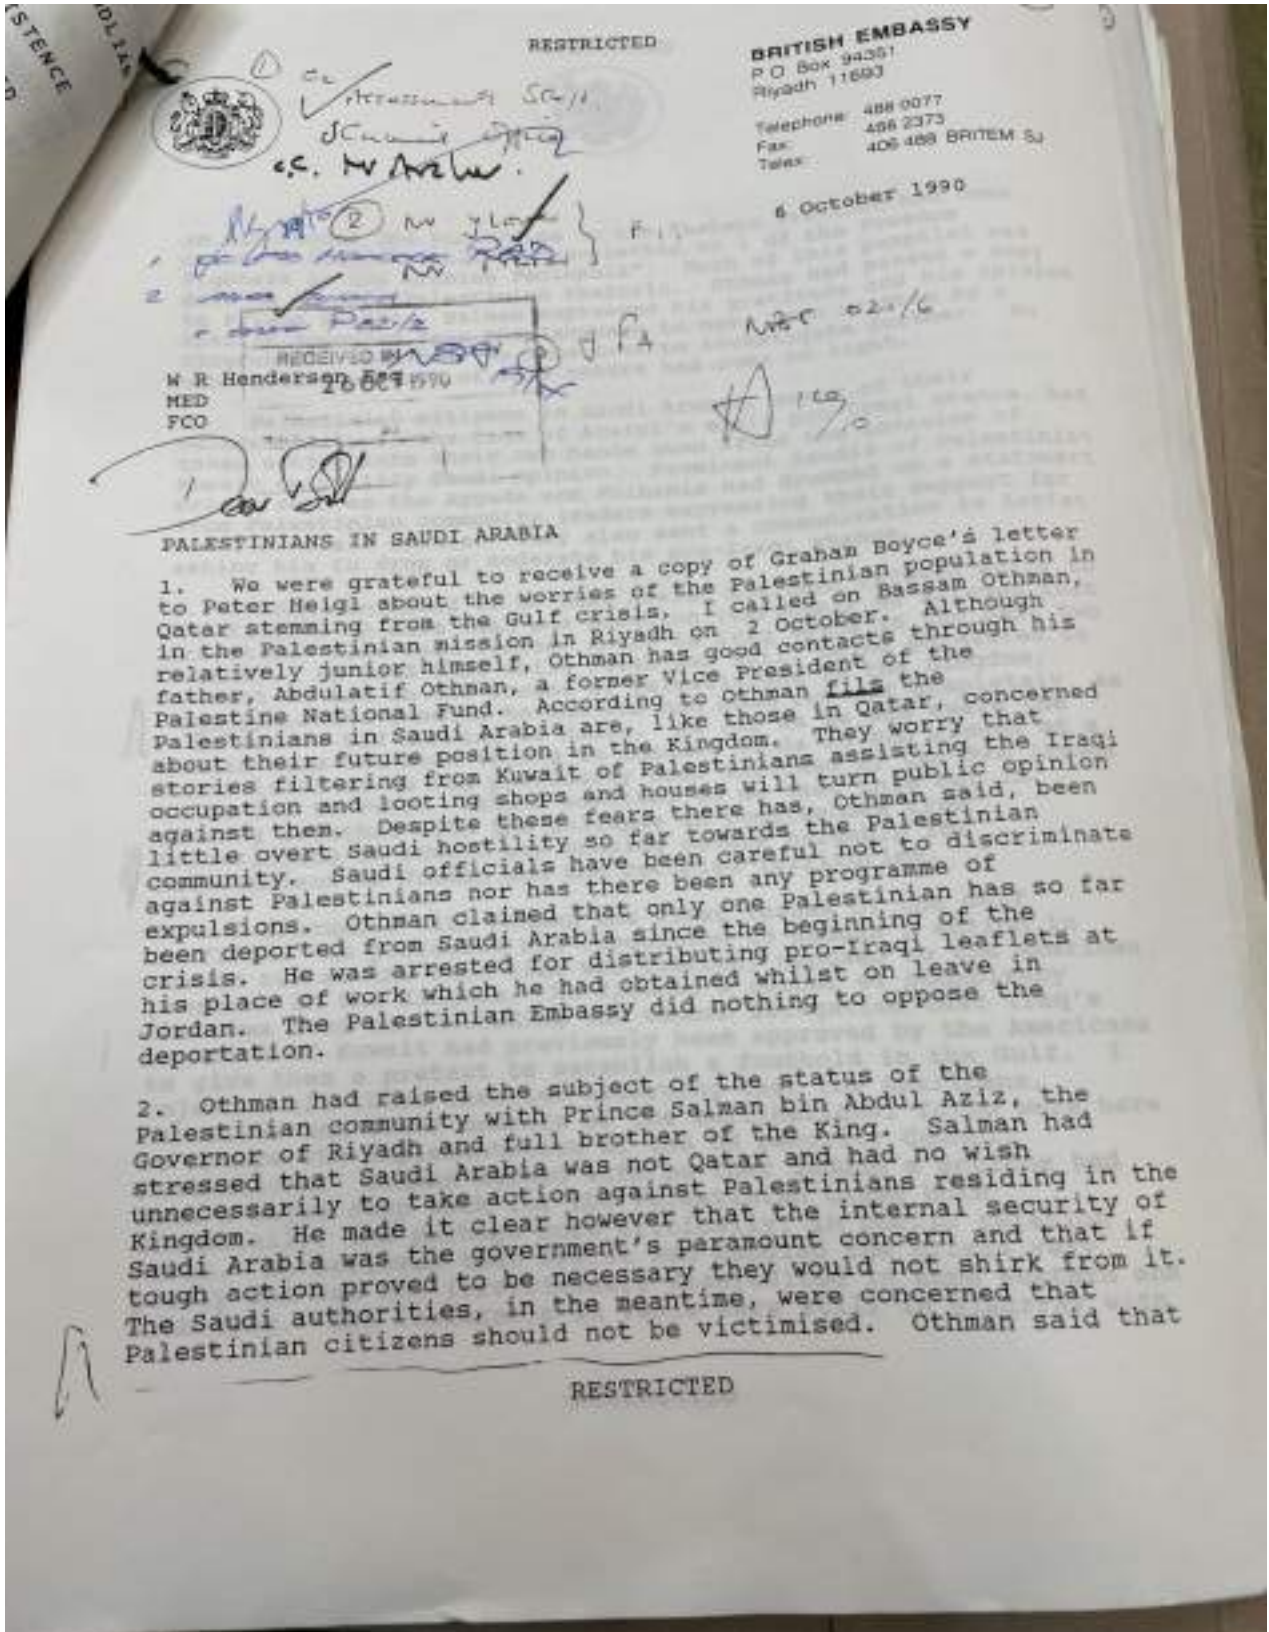 ISTENCE
RESTRICTED
BRITISH EMBASSY
P.O. Box 94351
Riyadh 11693
Telephone: 488 0077
Fax: 488 2373
Telex: 406 488 BRITEM SJ
6 October 1990
c.c. Mr
RECEIVED IN
26 OCT 1990
W R Henderson Esq
MED
FCO
Dear Bill
PALESTINIANS IN SAUDI ARABIA
1. We were grateful to receive a copy of Graham Boyce's letter
to Peter Heigl about the worries of the Palestinian population in
Qatar stemming from the Gulf crisis. I called on Bassam Othman,
in the Palestinian mission in Riyadh on 2 October. Although
relatively junior himself, Othman has good contacts through his
father, Abdulatif Othman, a former Vice President of the
Palestine National Fund. According to Othman fils the
Palestinians in Saudi Arabia are, like those in Qatar, concerned
about their future position in the Kingdom. They worry that
stories filtering from Kuwait of Palestinians assisting the Iraqi
occupation and looting shops and houses will turn public opinion
against them. Despite these fears there has, Othman said, been
little overt Saudi hostility so far towards the Palestinian
community. Saudi officials have been careful not to discriminate
against Palestinians nor has there been any programme of
expulsions. Othman claimed that only one Palestinian has so far
been deported from Saudi Arabia since the beginning of the
crisis. He was arrested for distributing pro-Iraqi leaflets at
his place of work which he had obtained whilst on leave in
Jordan. The Palestinian Embassy did nothing to oppose the
deportation.
2. Othman had raised the subject of the status of the
Palestinian community with Prince Salman bin Abdul Aziz, the
Governor of Riyadh and full brother of the King. Salman had
stressed that Saudi Arabia was not Qatar and had no wish
unnecessarily to take action against Palestinians residing in the
Kingdom. He made it clear however that the internal security of
Saudi Arabia was the government's paramount concern and that if
tough action proved to be necessary they would not shirk from it.
The Saudi authorities, in the meantime, were concerned that
Palestinian citizens should not be victimised. Othman said that
RESTRICTED